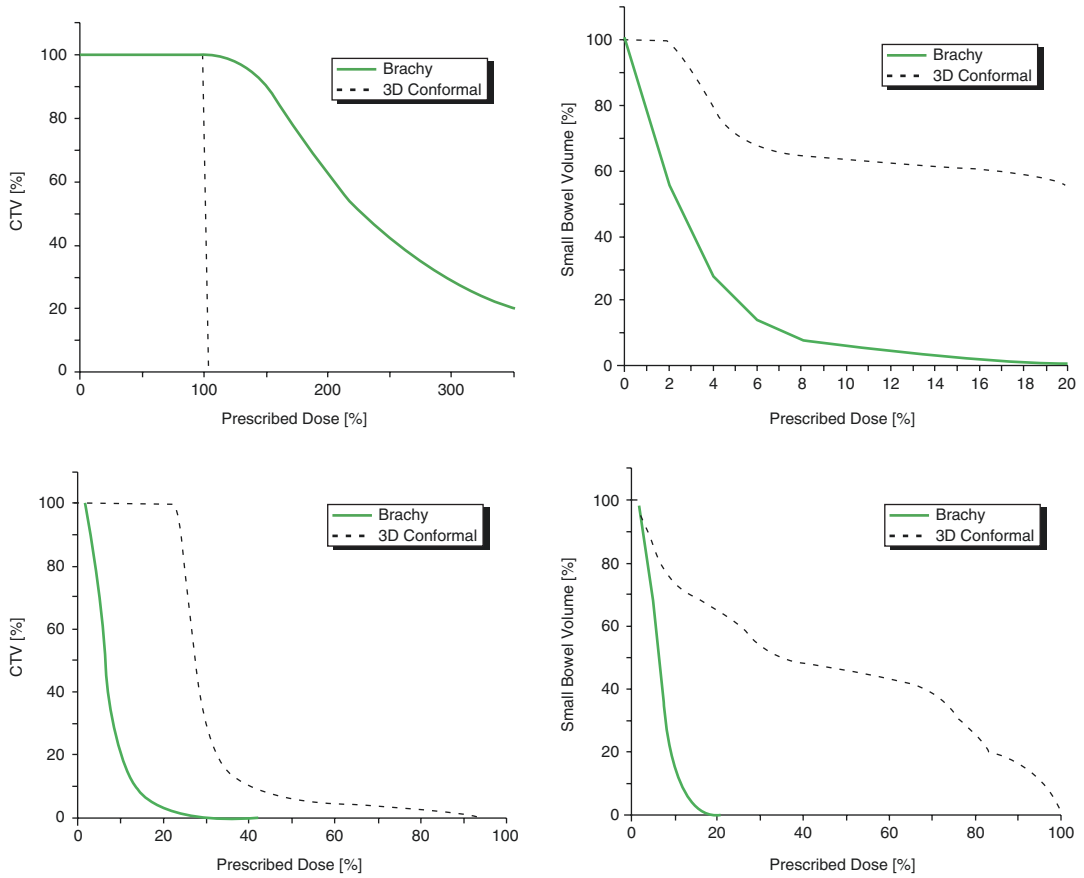 CTV [%]
100
80
60
40
20
0
0 100 200 300
Prescribed Dose [%]
Brachy
3D Conformal
Small Bowel Volume [%]
100
80
60
40
20
0
0 2 4 6 8 10 12 14 16 18 20
Prescribed Dose [%]
Brachy
3D Conformal
CTV [%]
100
80
60
40
20
0
0 20 40 60 80 100
Prescribed Dose [%]
Brachy
3D Conformal
Small Bowel Volume [%]
100
80
60
40
20
0
0 20 40 60 80 100
Prescribed Dose [%]
Brachy
3D Conformal